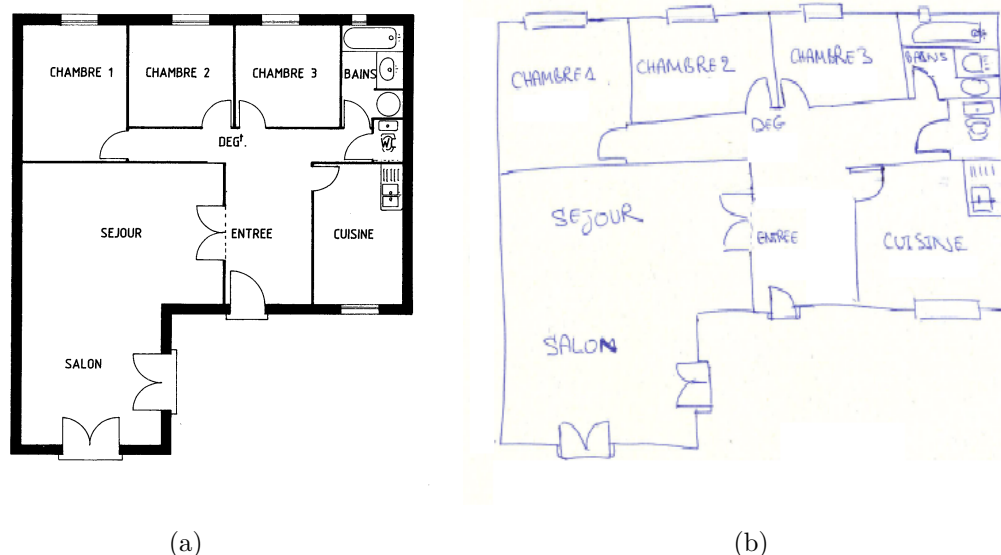 CHAMBRE 1
CHAMBRE 2
CHAMBRE 3
BAINS
WC
DEGᵗ.
SEJOUR
ENTREE
CUISINE
SALON
(a)
CHAMBRE1
CHAMBRE2
CHAMBRE3
BAINS
DEG
SEJOUR
ENTREE
CUISINE
SALON
(b)